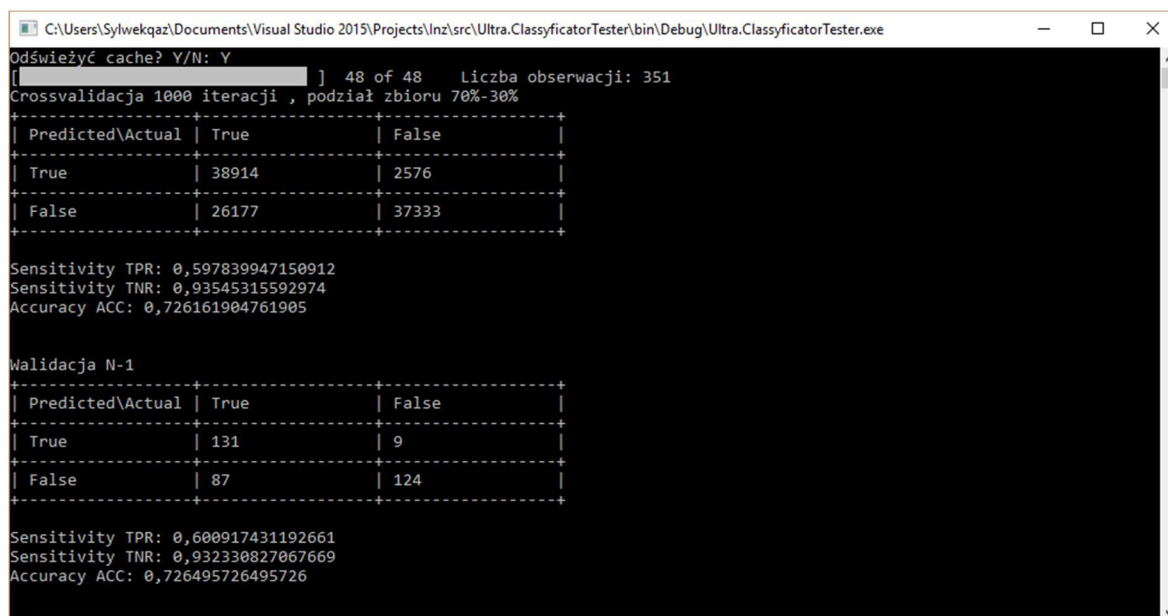 C:\Users\Sylwekqaz\Documents\Visual Studio 2015\Projects\Inz\src\Ultra.ClassyficatorTester\bin\Debug\Ultra.ClassyficatorTester.exe
Odświeżyć cache? Y/N: Y
[ ] 48 of 48 Liczba obserwacji: 351
Crossvalidacja 1000 iteracji , podział zbioru 70%-30%
| Predicted\Actual | True | False |
| True | 38914 | 2576 |
| False | 26177 | 37333 |
Sensitivity TPR: 0,597839947150912
Sensitivity TNR: 0,93545315592974
Accuracy ACC: 0,726161904761905
Walidacja N-1
| Predicted\Actual | True | False |
| True | 131 | 9 |
| False | 87 | 124 |
Sensitivity TPR: 0,600917431192661
Sensitivity TNR: 0,932330827067669
Accuracy ACC: 0,726495726495726